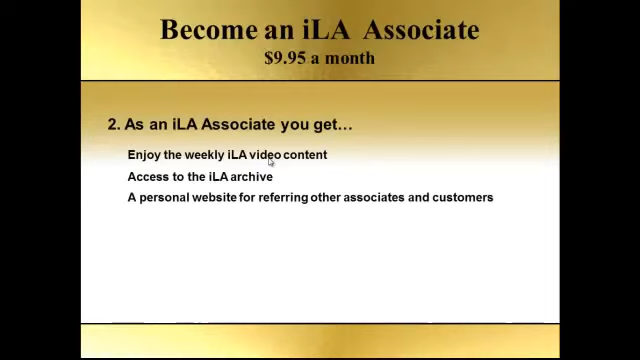 Become an iLA Associate
$9.95 a month
2. As an iLA Associate you get…
Enjoy the weekly iLA video content
Access to the iLA archive
A personal website for referring other associates and customers